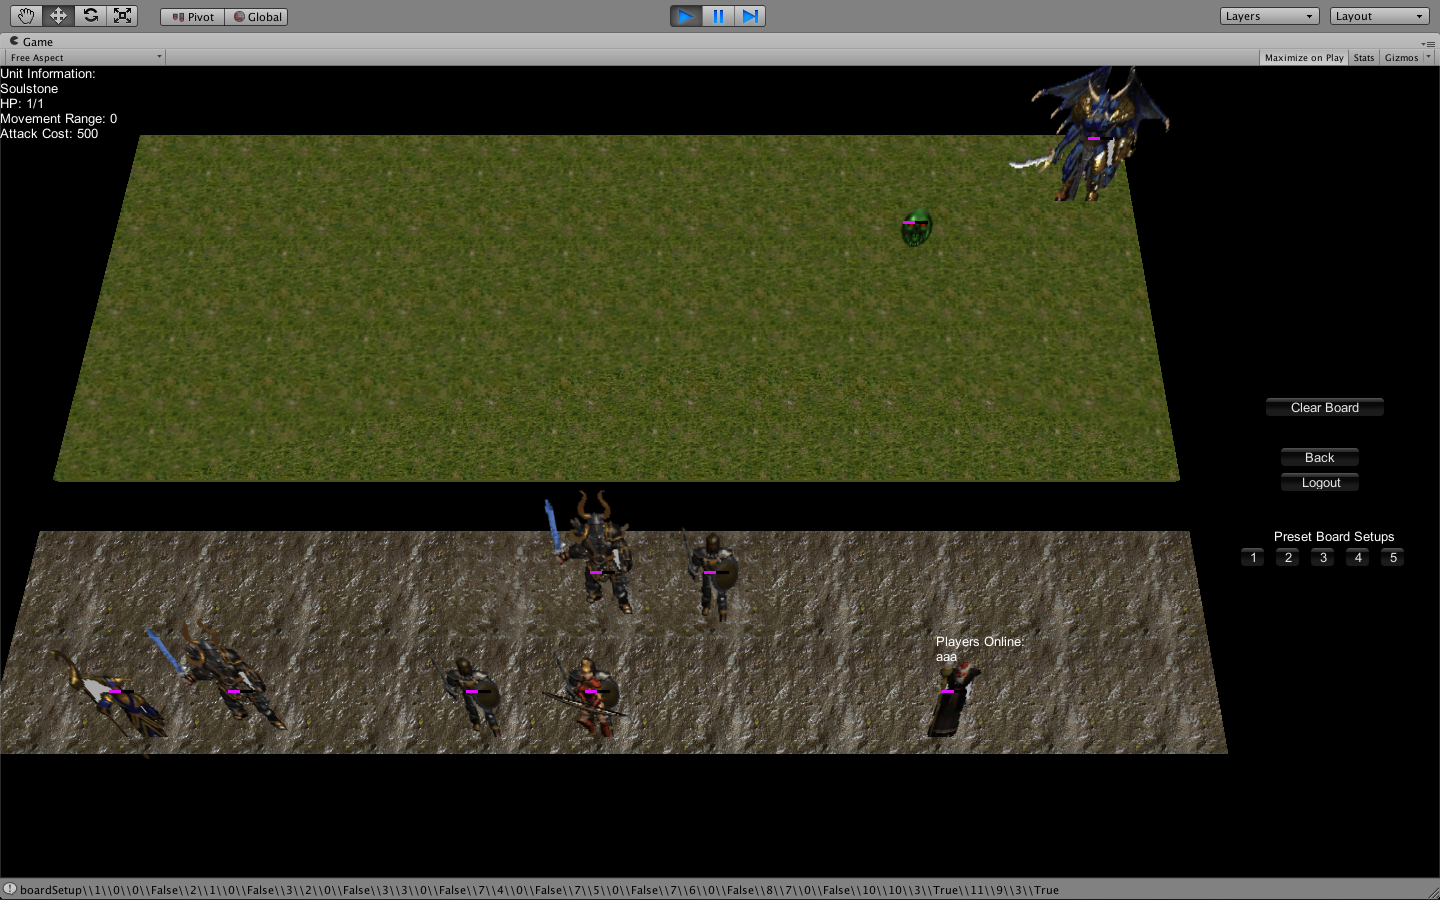 Pivot Global Layers Layout
Game
Free Aspect Maximize on Play Stats Gizmos
Unit Information:
Soulstone
HP: 1/1
Movement Range: 0
Attack Cost: 500
Clear Board
Back
Logout
Preset Board Setups
1 2 3 4 5
Players Online:
aaa
boardSetup\\1\\0\\0\\False\\2\\1\\0\\False\\3\\2\\0\\False\\3\\3\\0\\False\\7\\4\\0\\False\\7\\5\\0\\False\\7\\6\\0\\False\\8\\7\\0\\False\\10\\10\\3\\True\\11\\9\\3\\True